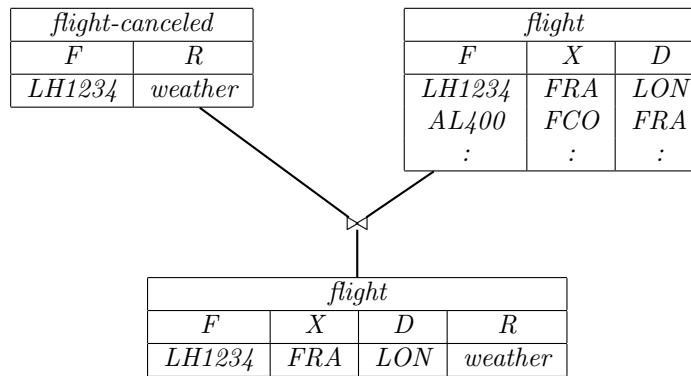 flight-canceled
F R
LH1234 weather
flight
F X D
LH1234 FRA LON
AL400 FCO FRA
: : :
⋈
flight
F X D R
LH1234 FRA LON weather